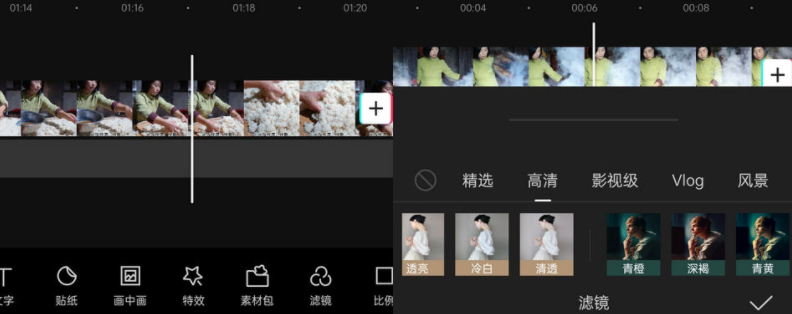 01:14
01:16
01:18
01:20
文字
贴纸
画中画
特效
素材包
滤镜
比例
00:04
00:06
00:08
精选
高清
影视级
Vlog
风景
透亮
冷白
清透
青橙
深褐
青黄
滤镜